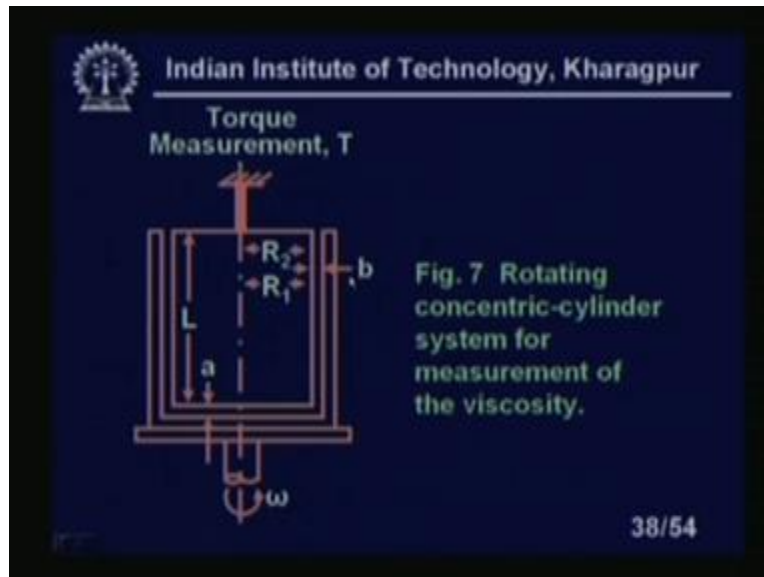 Indian Institute of Technology, Kharagpur
Torque
Measurement, T
R2
b
R1
L
a
ω
Fig. 7 Rotating
concentric-cylinder
system for
measurement of
the viscosity.
38/54